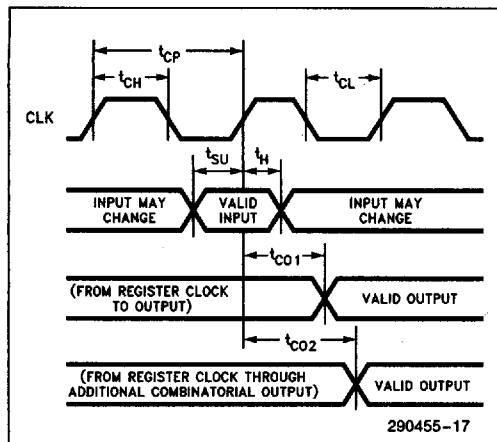 tCP
tCH
tCL
CLK
tSU
tH
INPUT MAY
CHANGE
VALID
INPUT
INPUT MAY
CHANGE
tCO1
(FROM REGISTER CLOCK
TO OUTPUT)
VALID OUTPUT
tCO2
(FROM REGISTER CLOCK THROUGH
ADDITIONAL COMBINATORIAL OUTPUT)
VALID OUTPUT
290455-17